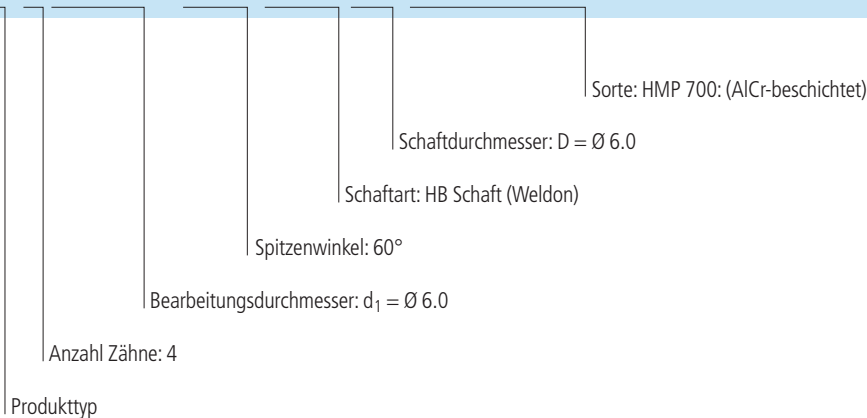 Sorte: HMP 700: (AlCr-beschichtet)
Schaftdurchmesser: D = Ø 6.0
Schaftart: HB Schaft (Weldon)
Spitzenwinkel: 60°
Bearbeitungsdurchmesser: d₁ = Ø 6.0
Anzahl Zähne: 4
Produkttyp